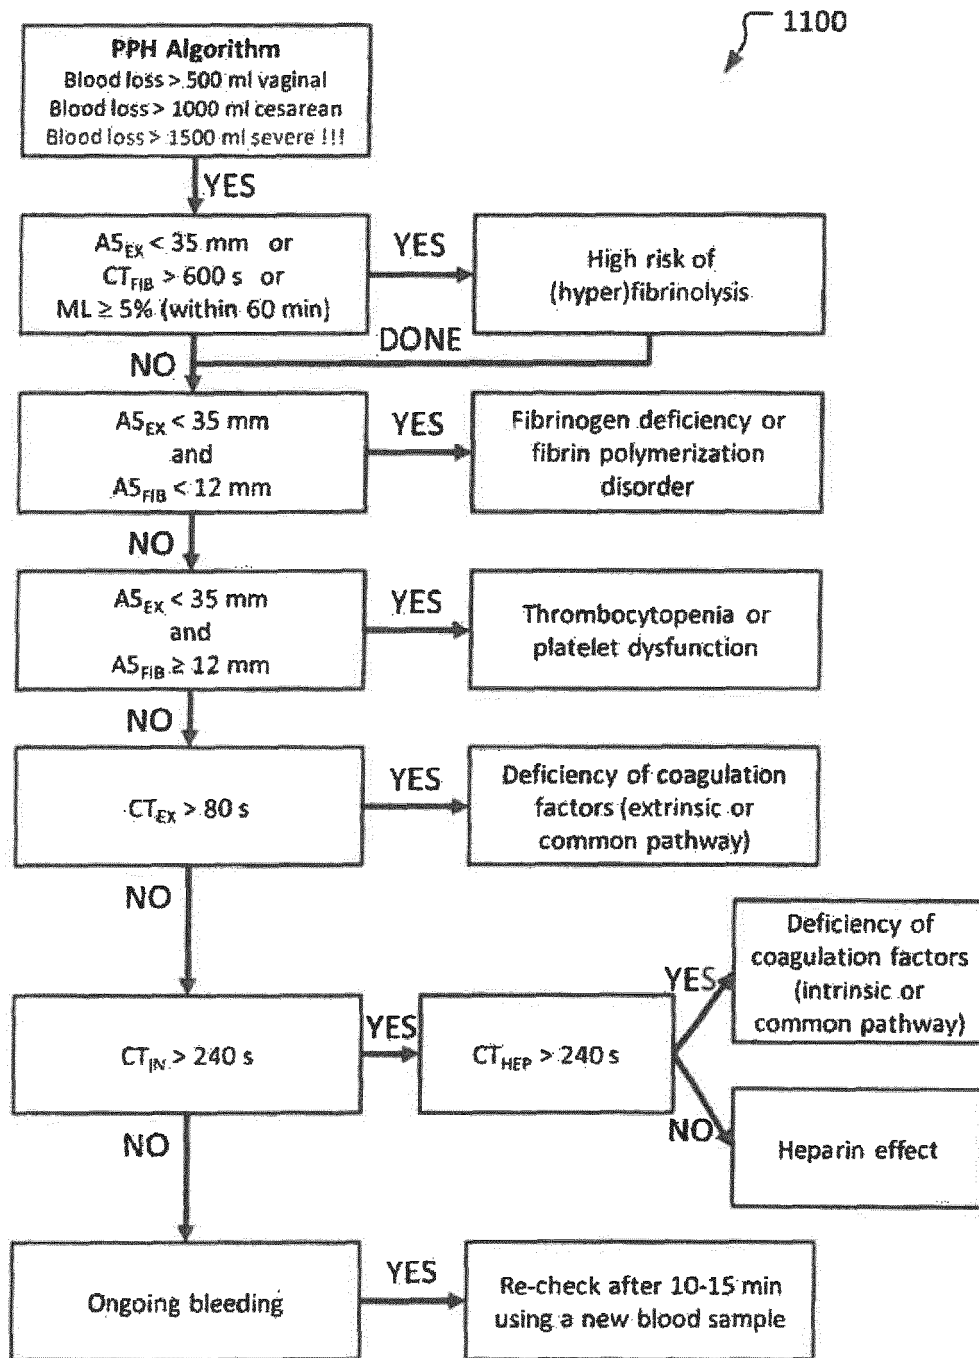 1100
PPH Algorithm
Blood loss > 500 ml vaginal
Blood loss > 1000 ml cesarean
Blood loss > 1500 ml severe !!!
YES
A5EX < 35 mm or
CTFIB > 600 s or
ML ≥ 5% (within 60 min)
YES
High risk of
(hyper)fibrinolysis
DONE
NO
A5EX < 35 mm
and
A5FIB < 12 mm
YES
Fibrinogen deficiency or
fibrin polymerization
disorder
NO
A5EX < 35 mm
and
A5FIB ≥ 12 mm
YES
Thrombocytopenia or
platelet dysfunction
NO
CTEX > 80 s
YES
Deficiency of coagulation
factors (extrinsic or
common pathway)
NO
CTIN > 240 s
YES
CTHEP > 240 s
YES
Deficiency of
coagulation factors
(intrinsic or
common pathway)
NO
Heparin effect
NO
Ongoing bleeding
YES
Re-check after 10-15 min
using a new blood sample